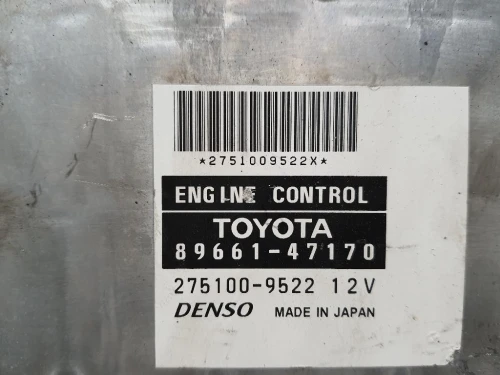 *2751009522X*
ENGINE CONTROL
TOYOTA
89661-47170
275100-9522 12V
DENSO MADE IN JAPAN